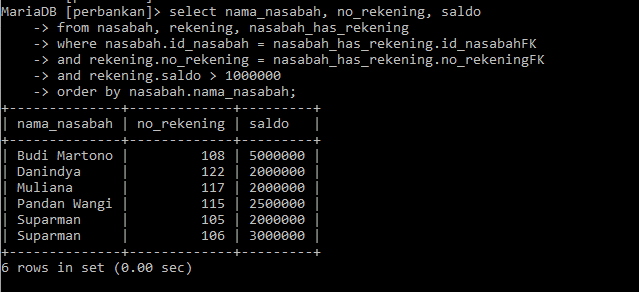 MariaDB [perbankan]> select nama_nasabah, no_rekening, saldo
    -> from nasabah, rekening, nasabah_has_rekening
    -> where nasabah.id_nasabah = nasabah_has_rekening.id_nasabahFK
    -> and rekening.no_rekening = nasabah_has_rekening.no_rekeningFK
    -> and rekening.saldo > 1000000
    -> order by nasabah.nama_nasabah;
+--------------+-------------+---------+
| nama_nasabah | no_rekening | saldo   |
+--------------+-------------+---------+
| Budi Martono |         108 | 5000000 |
| Danindya     |         122 | 2000000 |
| Muliana      |         117 | 2000000 |
| Pandan Wangi |         115 | 2500000 |
| Suparman     |         105 | 2000000 |
| Suparman     |         106 | 3000000 |
+--------------+-------------+---------+
6 rows in set (0.00 sec)